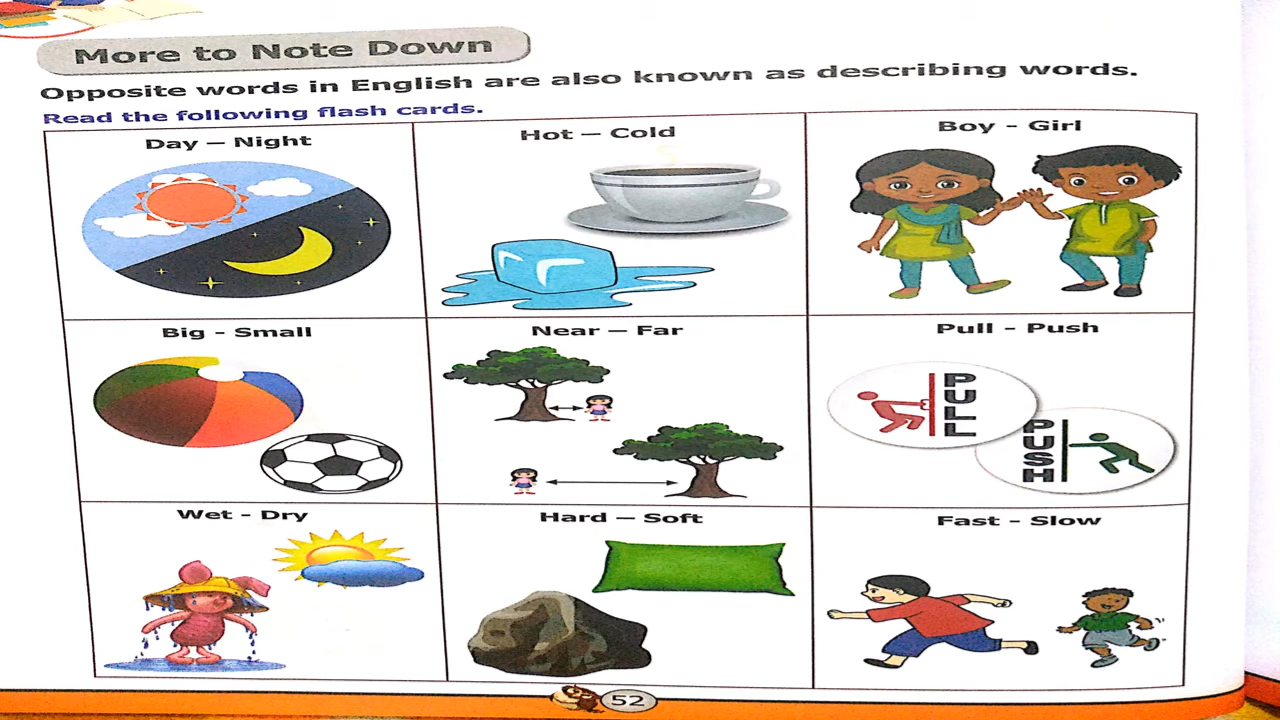 More to Note Down
Opposite words in English are also known as describing words.
Read the following flash cards.
Day – Night
Hot – Cold
Boy - Girl
Big - Small
Near – Far
Pull - Push
PULL
PUSH
Wet - Dry
Hard – Soft
Fast - Slow
52